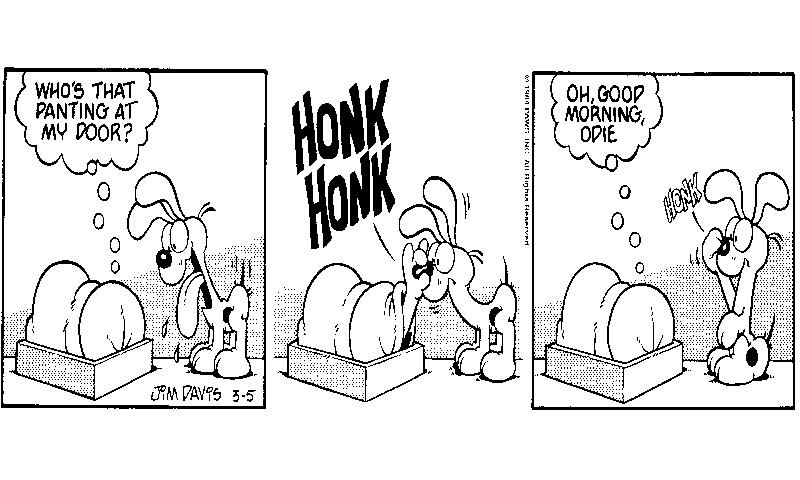 WHO'S THAT
PANTING AT
MY DOOR?
JIM DAVIS 3-5
HONK
HONK
OH, GOOD
MORNING,
ODIE
HONK